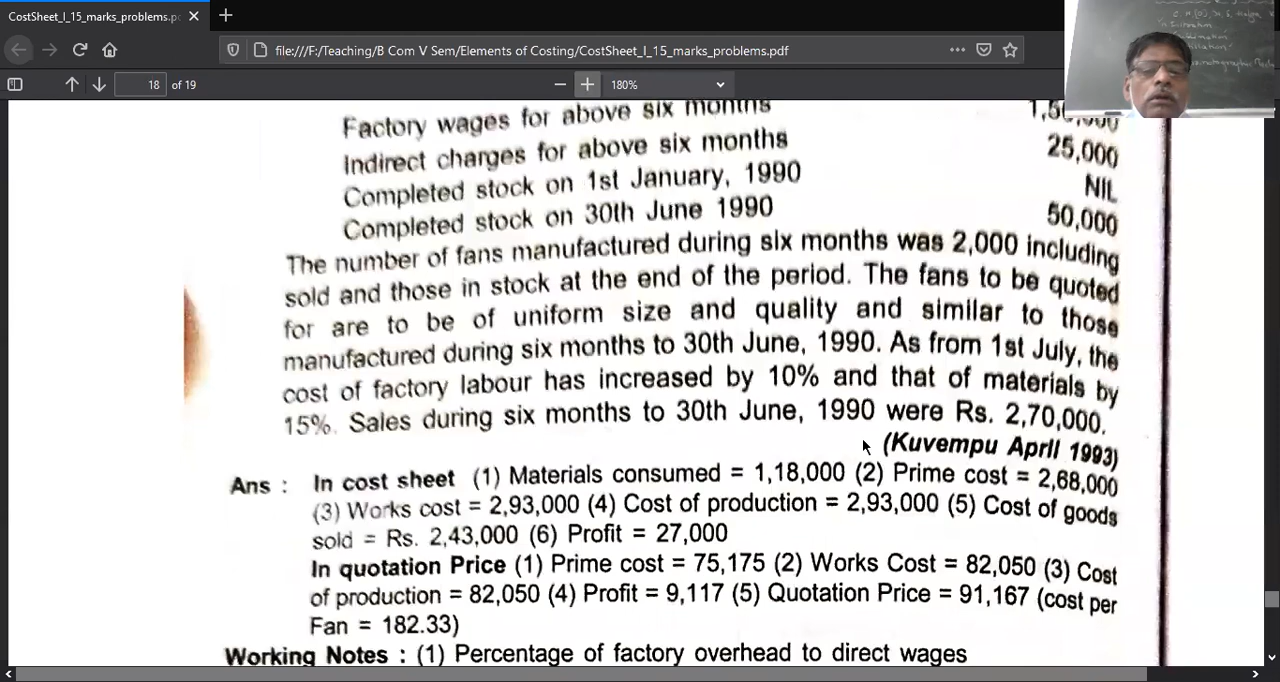 CostSheet_I_15_marks_problems.pd
file:///F:/Teaching/B Com V Sem/Elements of Costing/CostSheet_I_15_marks_problems.pdf
18 of 19
180%
Factory wages for above six months
Indirect charges for above six months 25,000
Completed stock on 1st January, 1990 NIL
Completed stock on 30th June 1990 50,000
The number of fans manufactured during six months was 2,000 including
sold and those in stock at the end of the period. The fans to be quoted
for are to be of uniform size and quality and similar to those
manufactured during six months to 30th June, 1990. As from 1st July, the
cost of factory labour has increased by 10% and that of materials by
15%. Sales during six months to 30th June, 1990 were Rs. 2,70,000.
(Kuvempu April 1993)
Ans : In cost sheet (1) Materials consumed = 1,18,000 (2) Prime cost = 2,68,000
(3) Works cost = 2,93,000 (4) Cost of production = 2,93,000 (5) Cost of goods
sold = Rs. 2,43,000 (6) Profit = 27,000
In quotation Price (1) Prime cost = 75,175 (2) Works Cost = 82,050 (3) Cost
of production = 82,050 (4) Profit = 9,117 (5) Quotation Price = 91,167 (cost per
Fan = 182.33)
Working Notes : (1) Percentage of factory overhead to direct wages